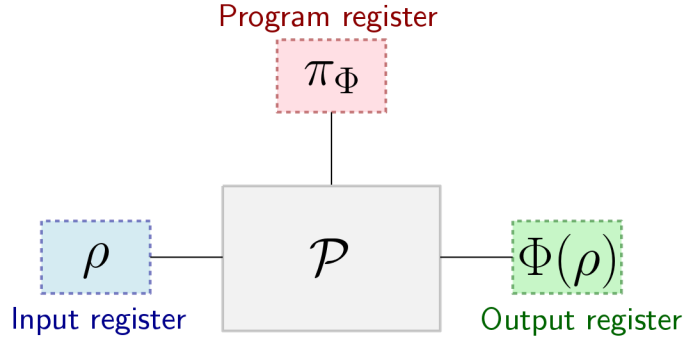 Program register
π_Φ
ρ
𝒫
Φ(ρ)
Input register
Output register